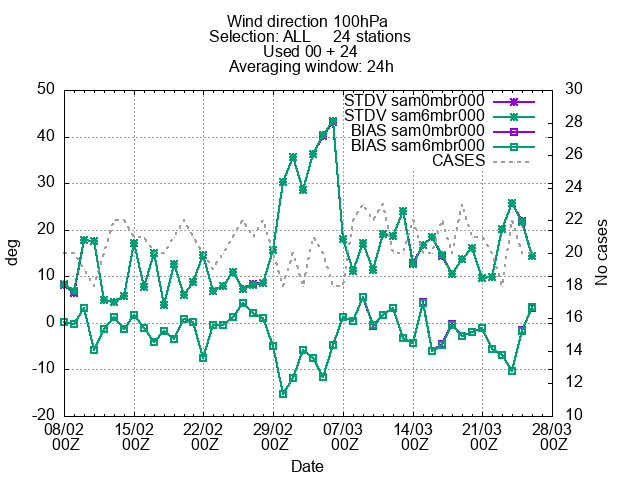 Wind direction 100hPa
Selection: ALL     24 stations
Used 00 + 24
Averaging window: 24h
STDV sam0mbr000
STDV sam6mbr000
BIAS sam0mbr000
BIAS sam6mbr000
CASES
50
40
30
20
10
0
-10
-20
deg
30
28
26
24
22
20
18
16
14
12
10
No cases
08/02 15/02 22/02 29/02 07/03 14/03 21/03 28/03
00Z 00Z 00Z 00Z 00Z 00Z 00Z 00Z
Date